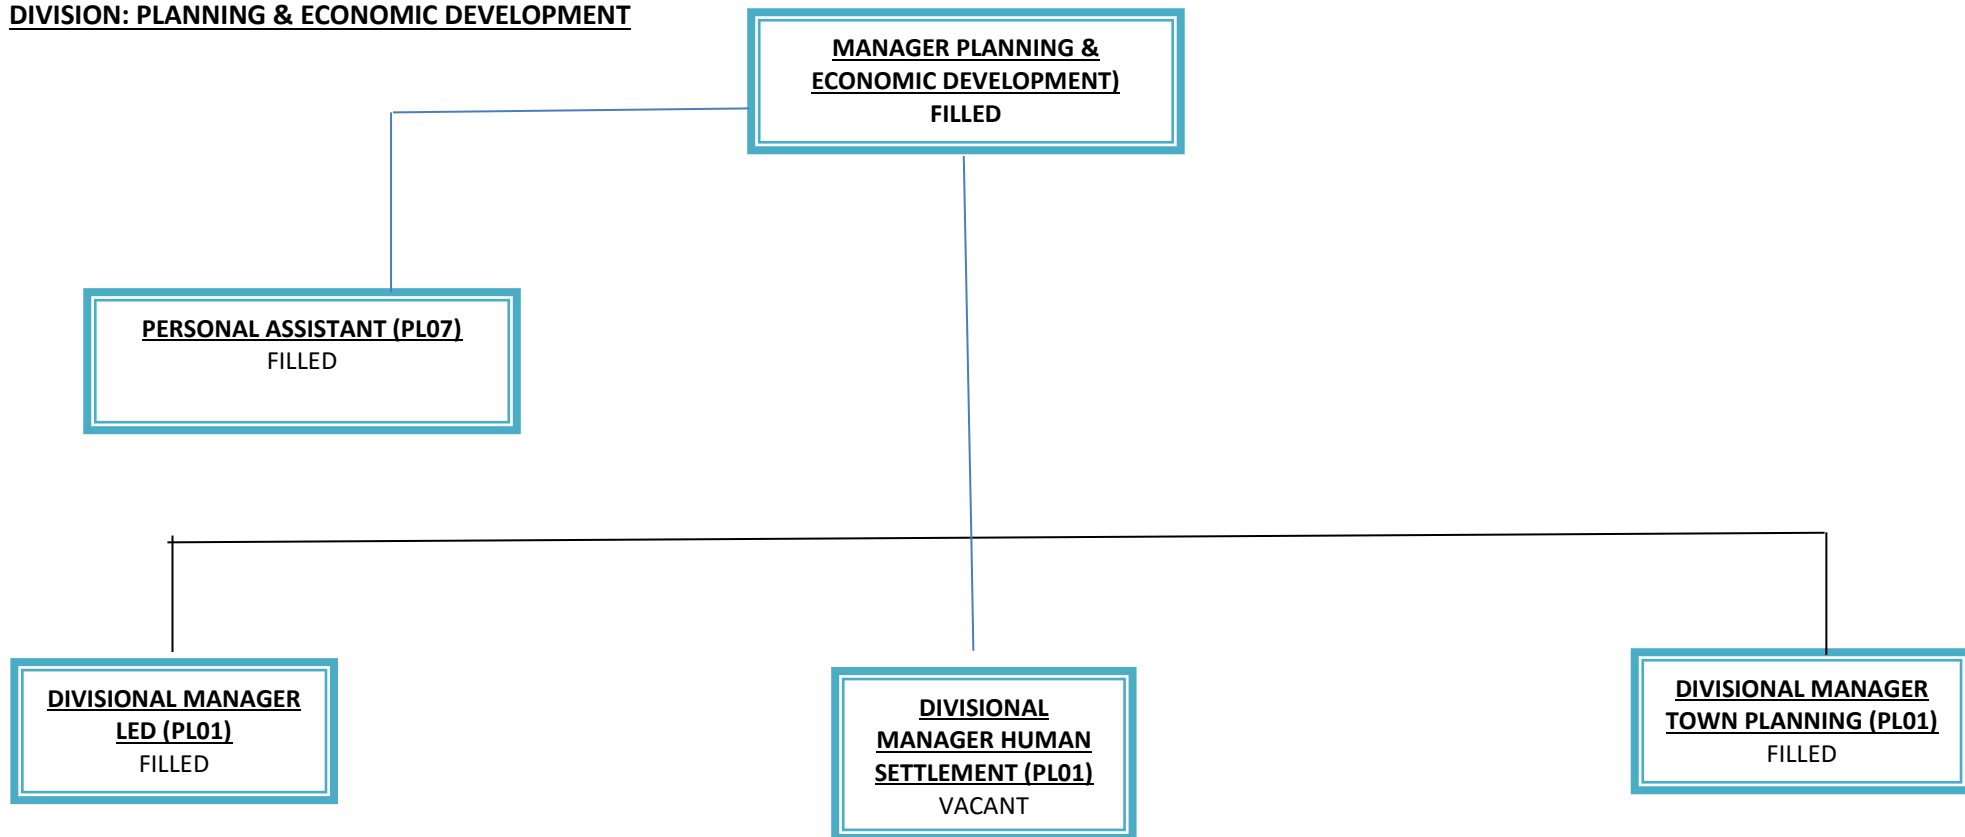 DIVISION: PLANNING & ECONOMIC DEVELOPMENT
MANAGER PLANNING &
ECONOMIC DEVELOPMENT)
FILLED
PERSONAL ASSISTANT (PL07)
FILLED
DIVISIONAL MANAGER
LED (PL01)
FILLED
DIVISIONAL
MANAGER HUMAN
SETTLEMENT (PL01)
VACANT
DIVISIONAL MANAGER
TOWN PLANNING (PL01)
FILLED